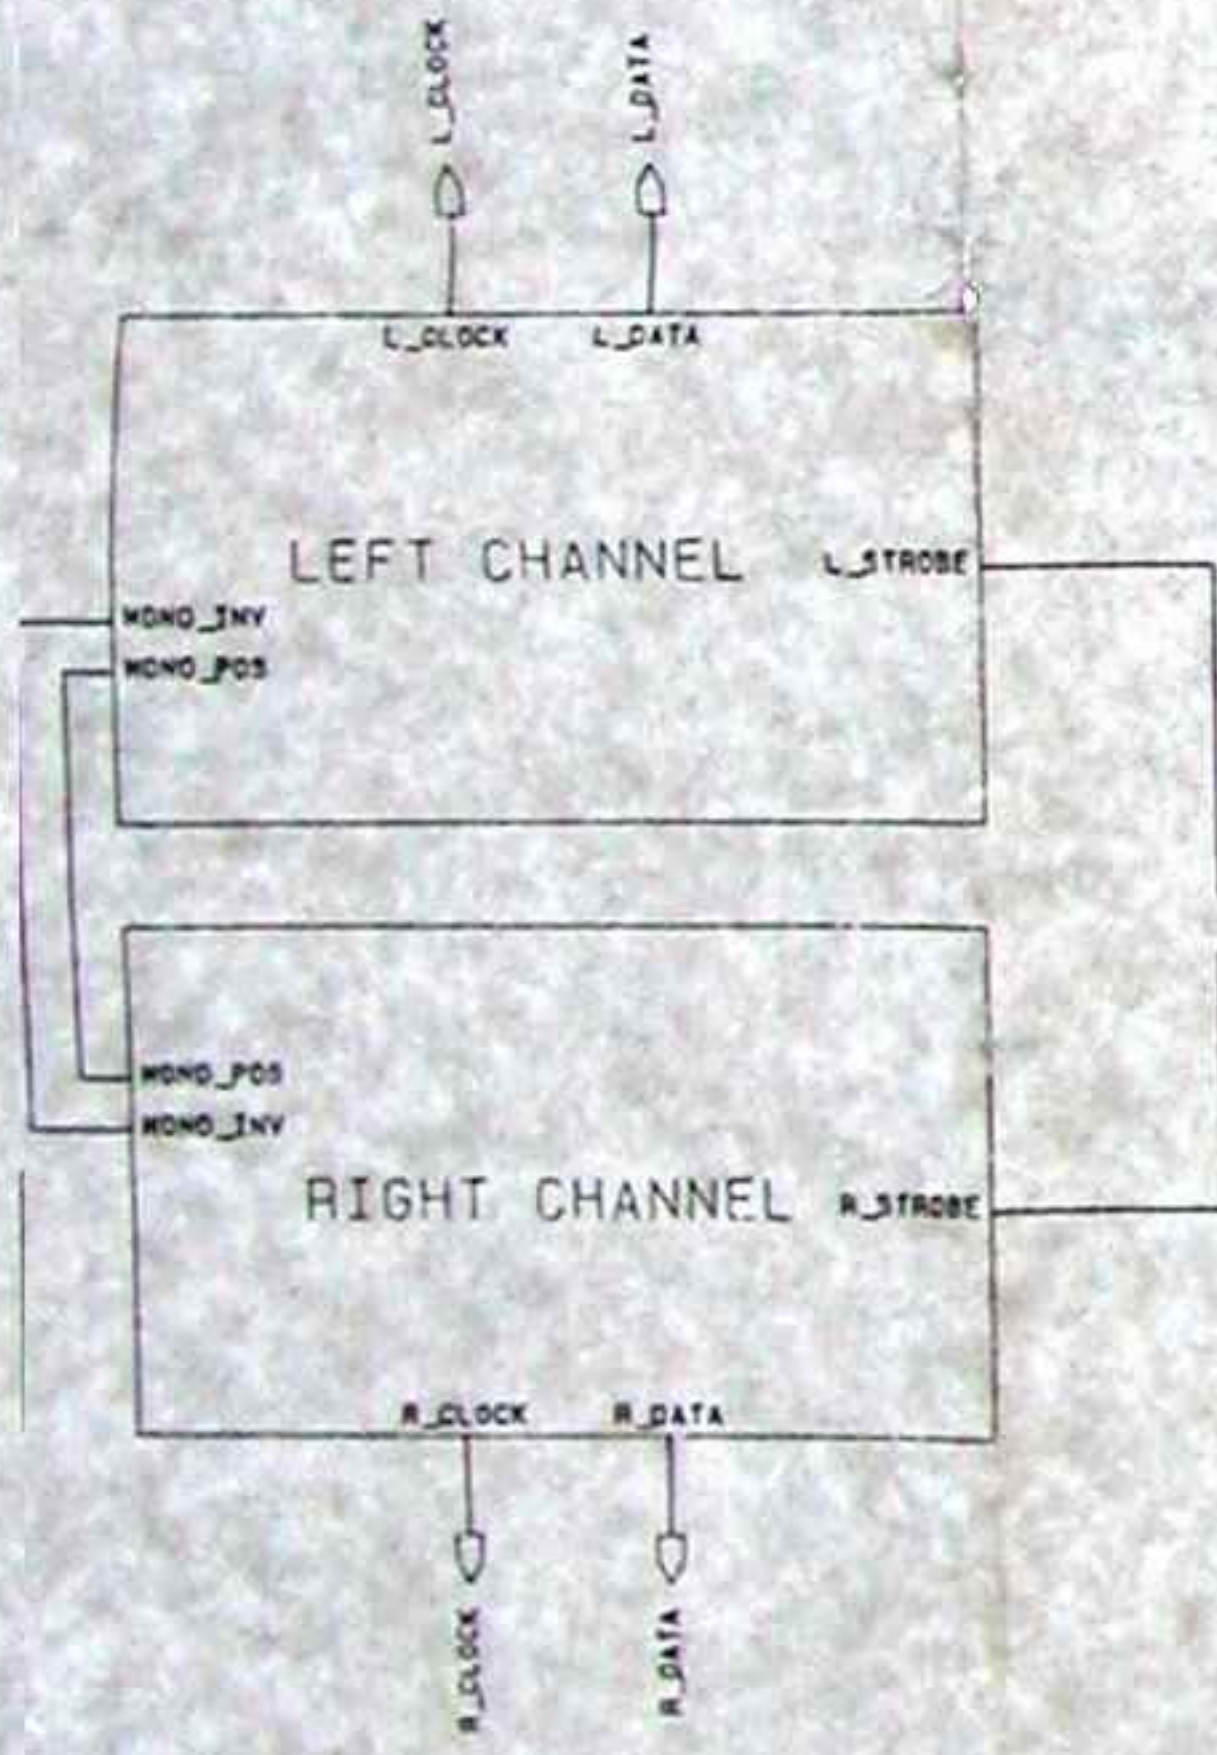 L_CLOCK
L_DATA
L_CLOCK
L_DATA
LEFT CHANNEL
L_STROBE
MONO_INV
MONO_POS
MONO_POS
MONO_INV
RIGHT CHANNEL
R_STROBE
R_CLOCK
R_DATA
R_CLOCK
R_DATA